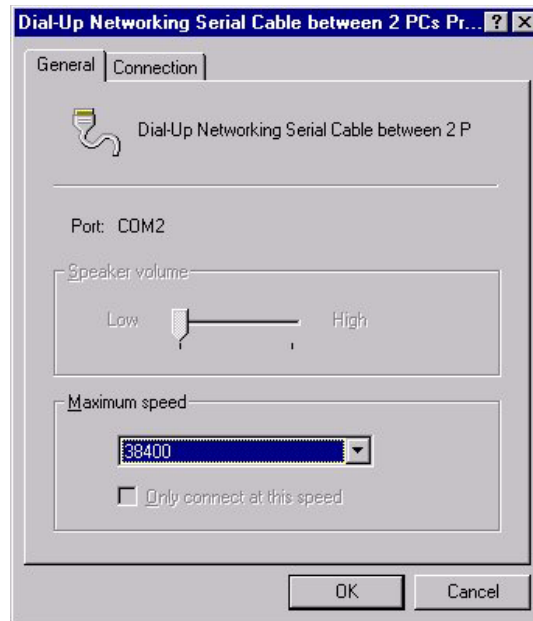 Dial-Up Networking Serial Cable between 2 PCs Pr...
General Connection
Dial-Up Networking Serial Cable between 2 P
Port: COM2
Speaker volume
Low High
Maximum speed
38400
Only connect at this speed
OK Cancel